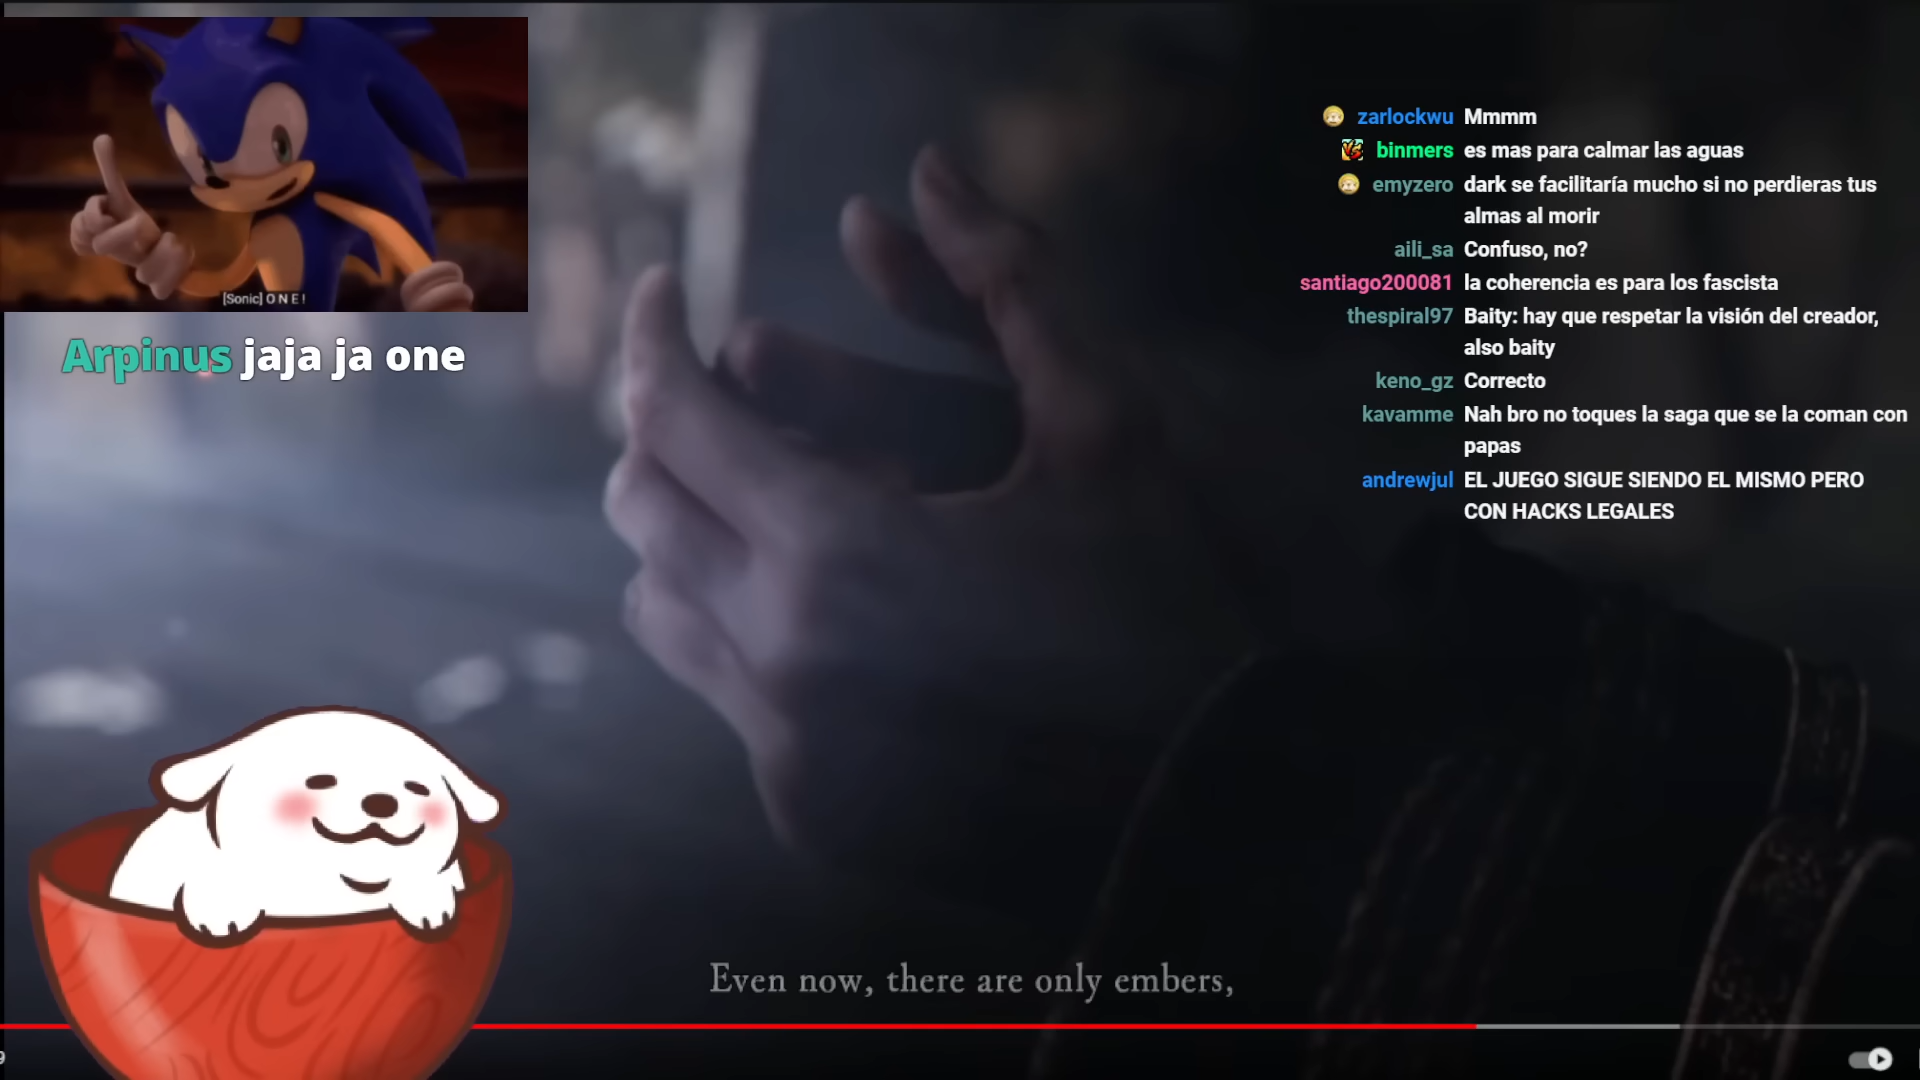 [Sonic] O N E !
Arpinus jaja ja one
zarlockwu Mmmm
binmers es mas para calmar las aguas
emyzero dark se facilitaría mucho si no perdieras tus
almas al morir
aili_sa Confuso, no?
santiago200081 la coherencia es para los fascista
thespiral97 Baity: hay que respetar la visión del creador,
also baity
keno_gz Correcto
kavamme Nah bro no toques la saga que se la coman con
papas
andrewjul EL JUEGO SIGUE SIENDO EL MISMO PERO
CON HACKS LEGALES
Even now, there are only embers,
9